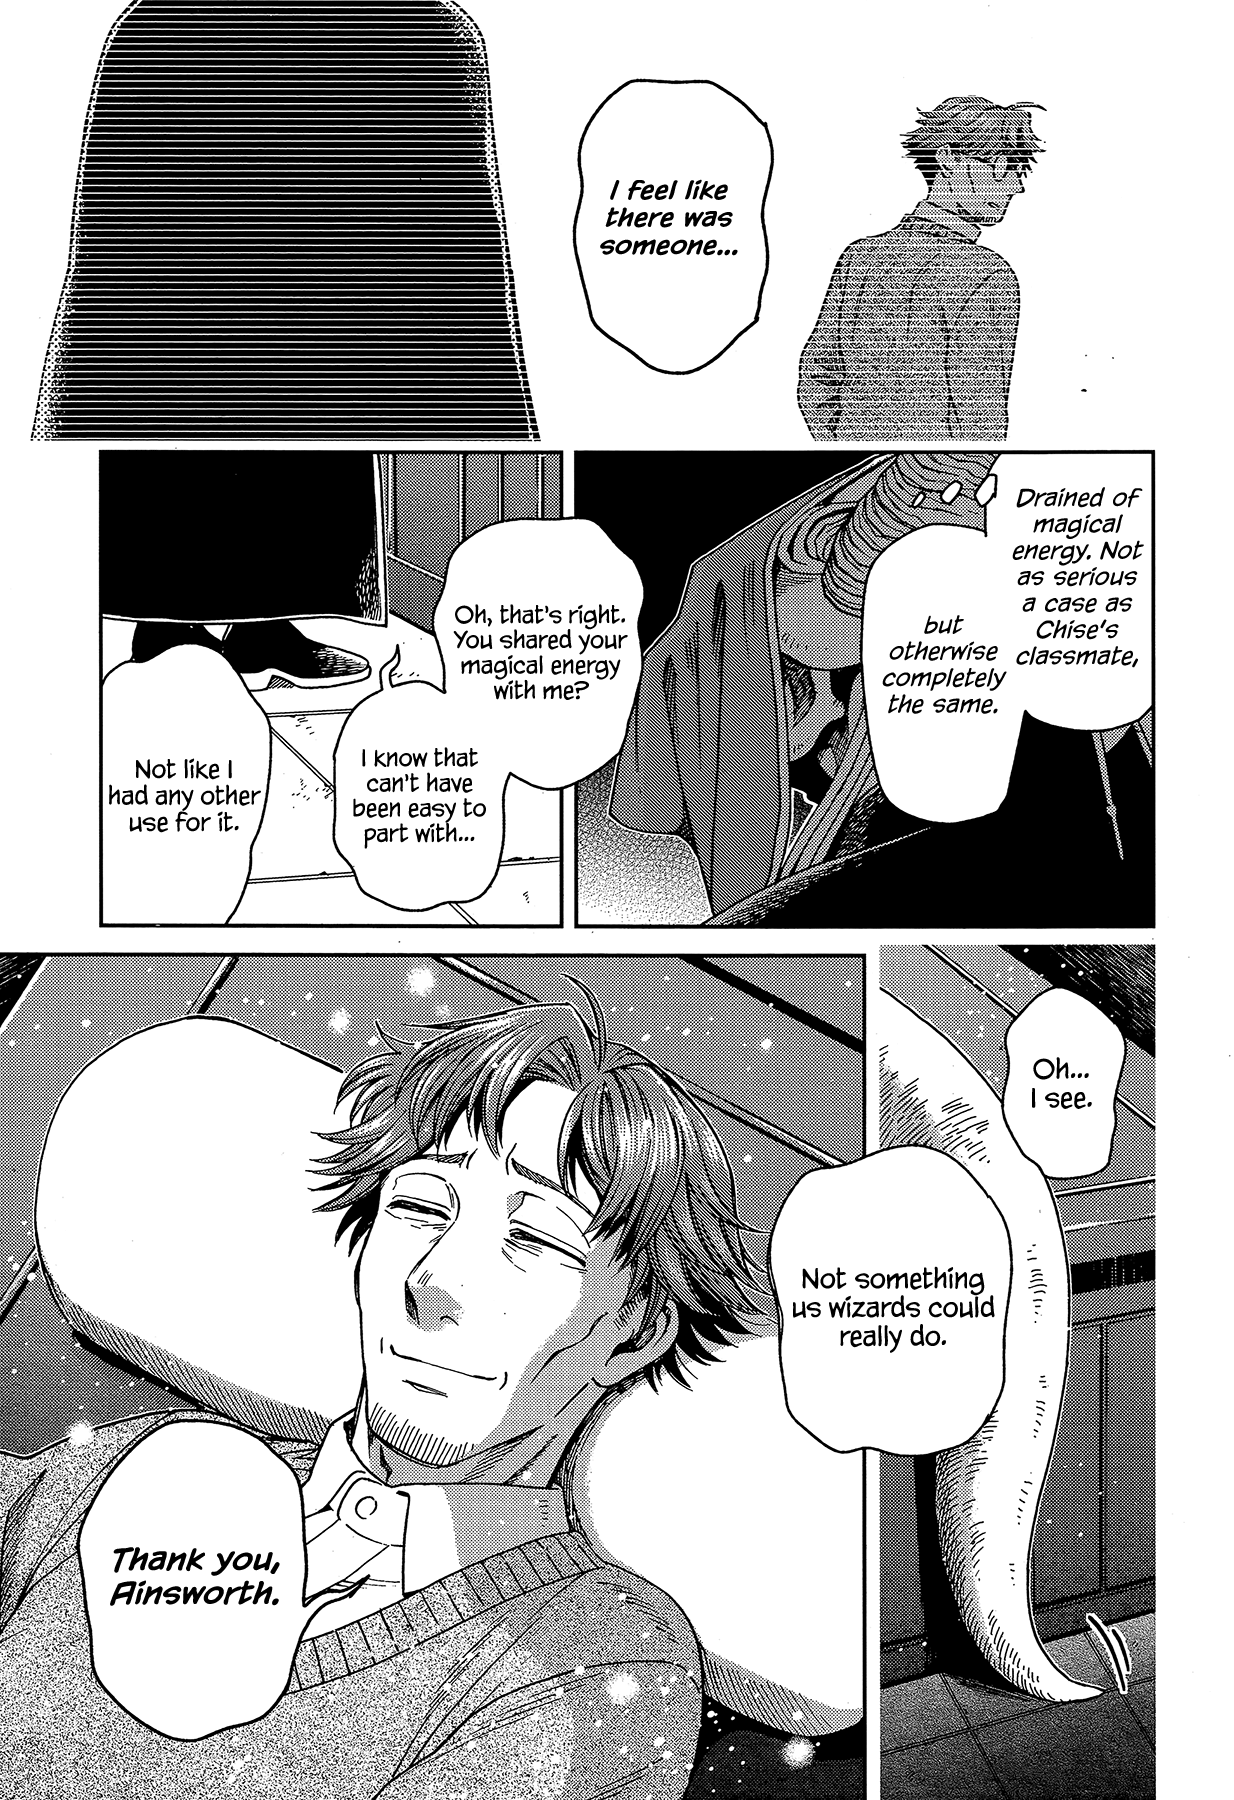 I feel like
there was
someone...
Drained of
magical
energy. Not
as serious
a case as
Chise's
classmate,
but
otherwise
completely
the same.
Oh, that's right.
You shared your
magical energy
with me?
I know that
can't have
been easy to
part with...
Not like I
had any other
use for it.
Oh...
I see.
Not something
us wizards could
really do.
Thank you,
Ainsworth.